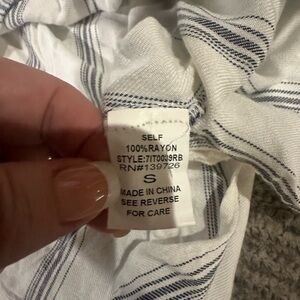 SELF
100%RAYON
STYLE:7IT0039RB
RN#139726
S
MADE IN CHINA
SEE REVERSE
FOR CARE